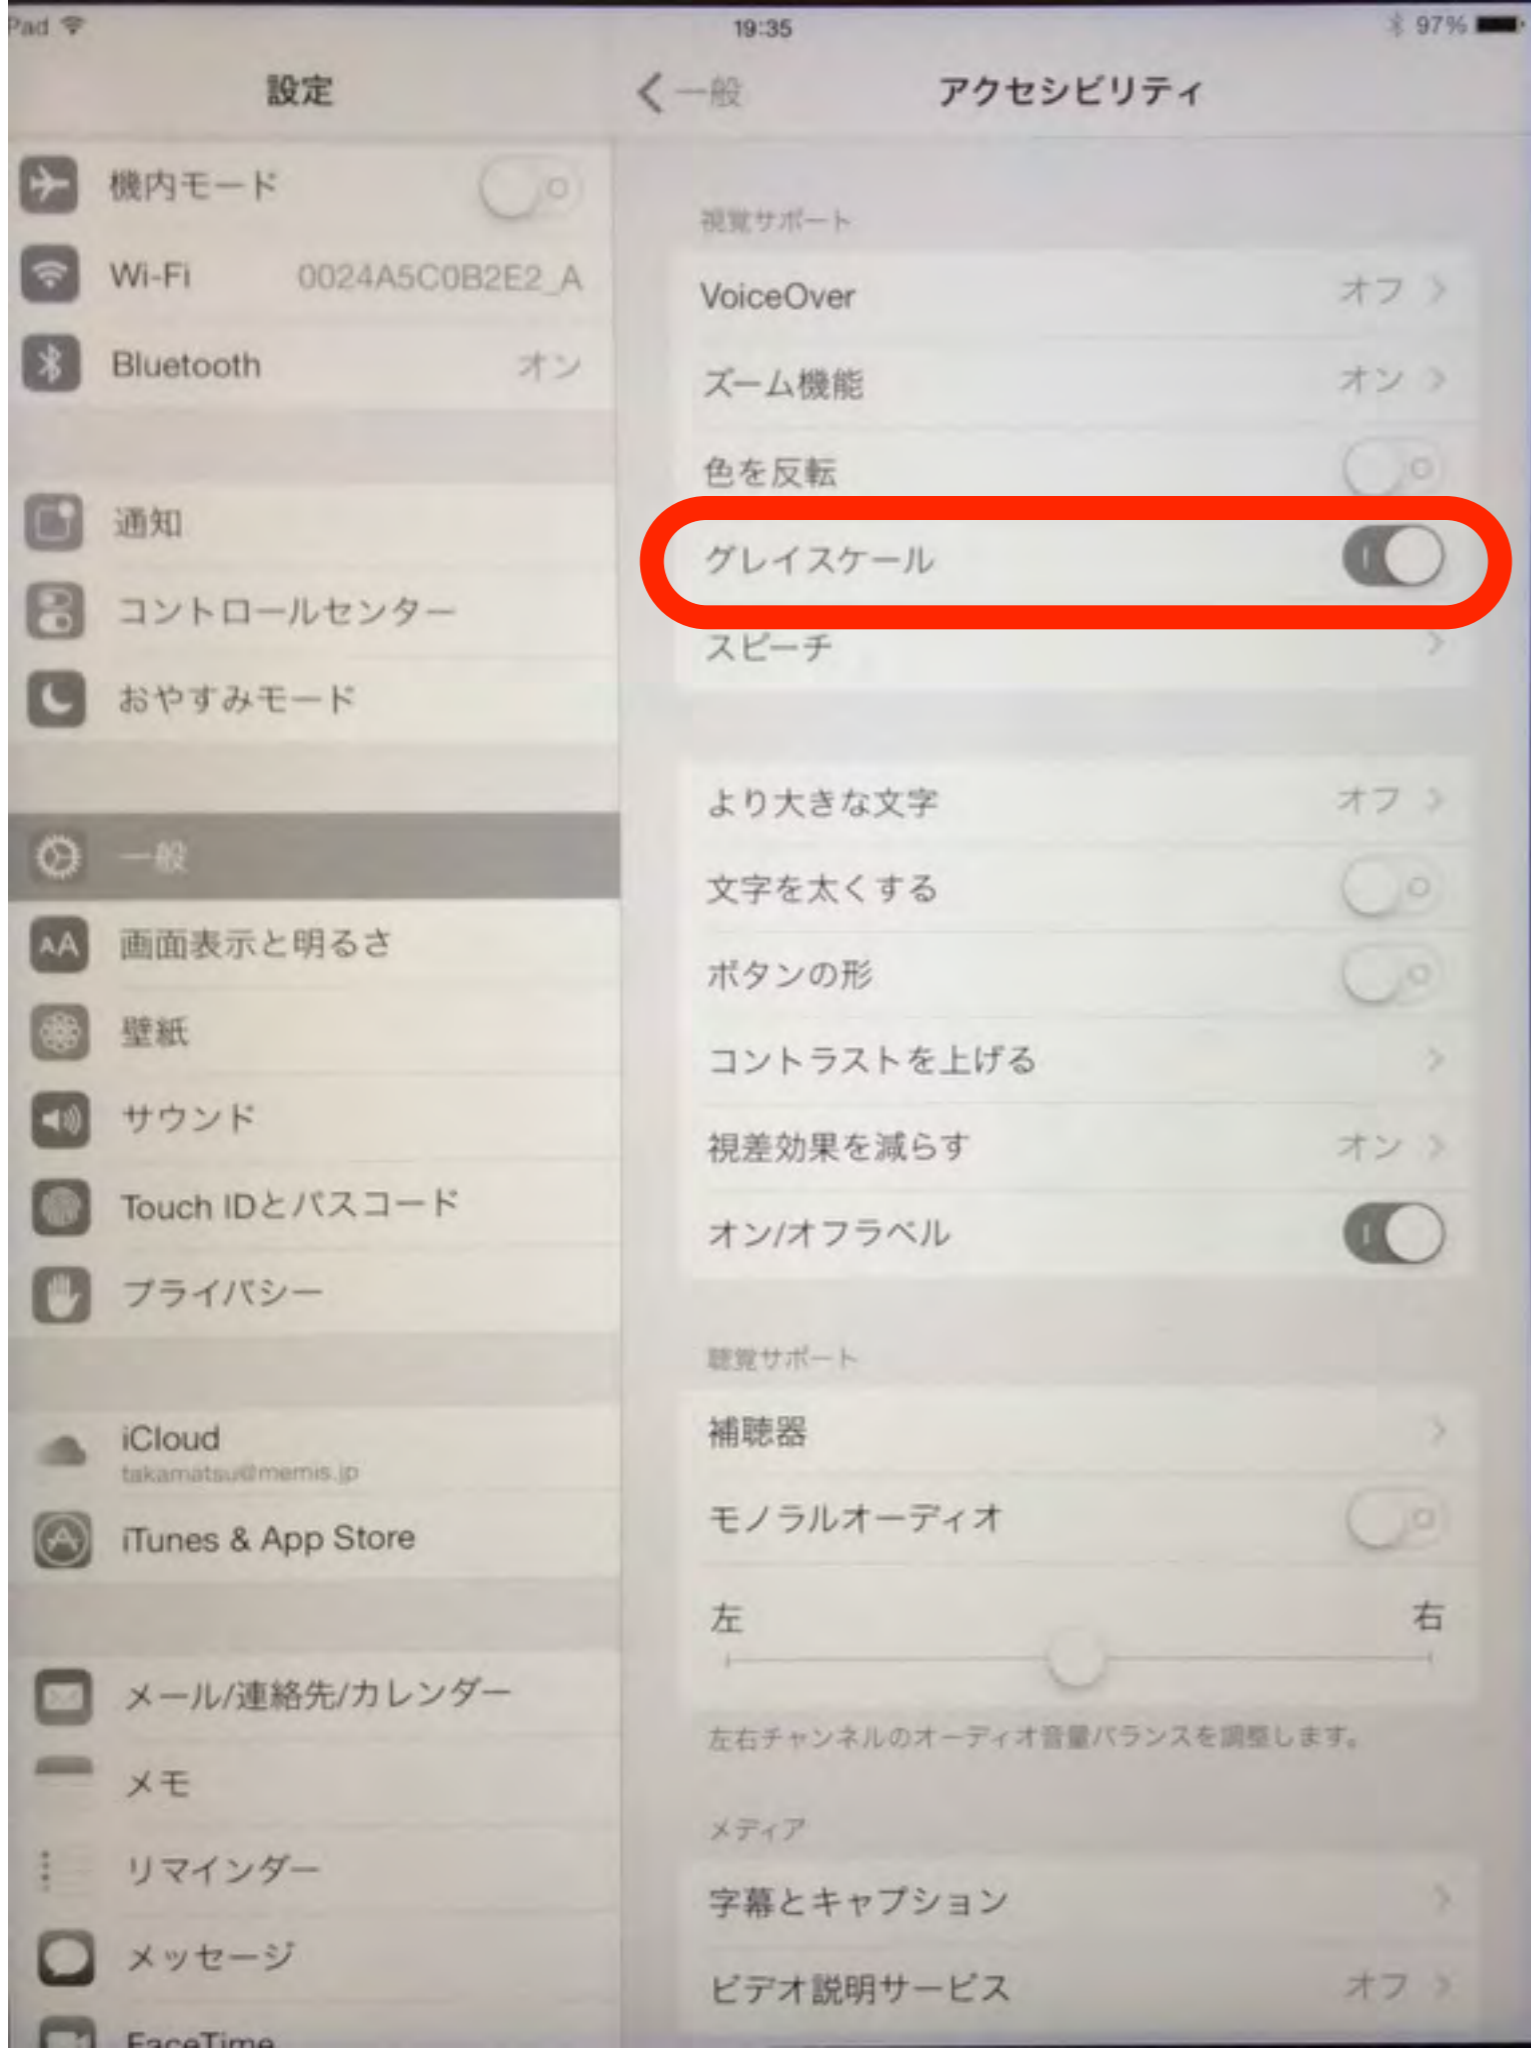 Pad
19:35
97%
設定
一般
アクセシビリティ
機内モード
Wi-Fi 0024A5C0B2E2_A
Bluetooth オン
通知
コントロールセンター
おやすみモード
一般
画面表示と明るさ
壁紙
サウンド
Touch IDとパスコード
プライバシー
iCloud
takamatsu@memis.jp
iTunes & App Store
メール/連絡先/カレンダー
メモ
リマインダー
メッセージ
FaceTime
視覚サポート
VoiceOver オフ
ズーム機能 オン
色を反転
グレイスケール
スピーチ
より大きな文字 オフ
文字を太くする
ボタンの形
コントラストを上げる
視差効果を減らす オン
オン/オフラベル
聴覚サポート
補聴器
モノラルオーディオ
左 右
左右チャンネルのオーディオ音量バランスを調整します。
メディア
字幕とキャプション
ビデオ説明サービス オフ